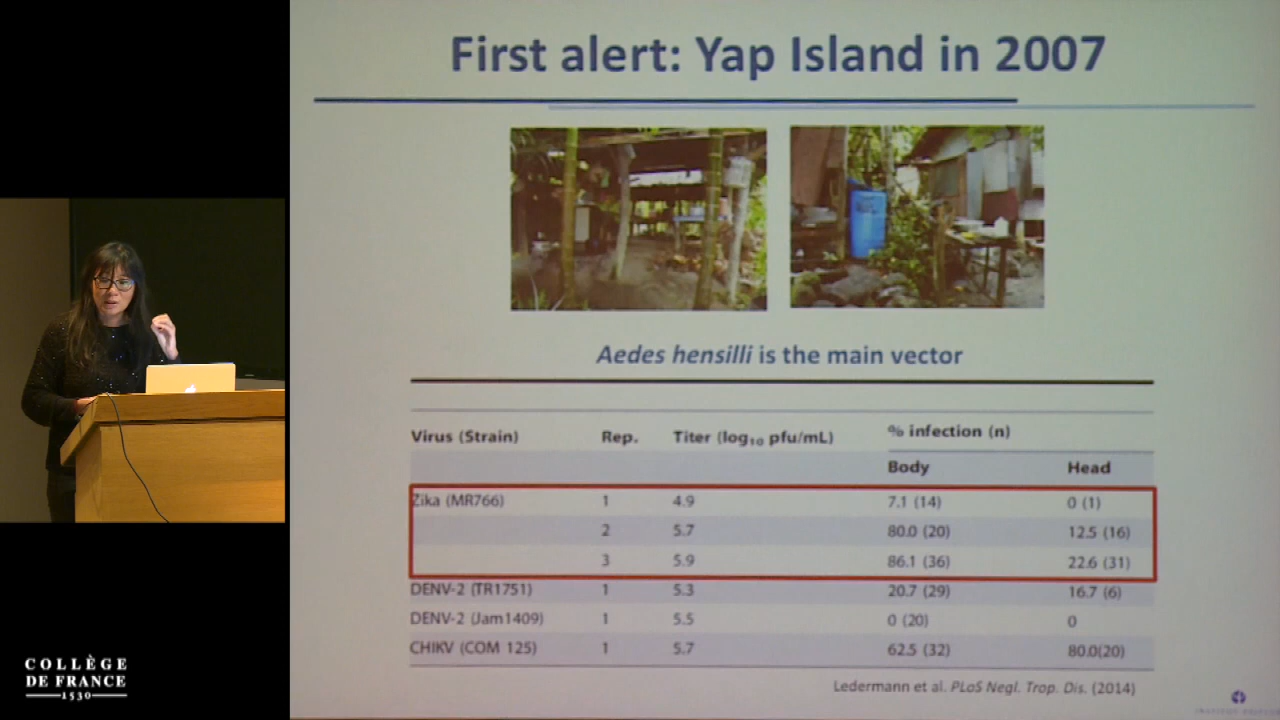 First alert: Yap Island in 2007
Aedes hensilli is the main vector
Virus (Strain) Rep. Titer (log₁₀ pfu/mL) % infection (n)
Body Head
Zika (MR766) 1 4.9 7.1 (14) 0 (1)
2 5.7 80.0 (20) 12.5 (16)
3 5.9 86.1 (36) 22.6 (31)
DENV-2 (TR1751) 1 5.3 20.7 (29) 16.7 (6)
DENV-2 (Jam1409) 1 5.5 0 (20) 0
CHIKV (COM 125) 1 5.7 62.5 (32) 80.0(20)
Ledermann et al. PLoS Negl. Trop. Dis. (2014)
COLLÈGE
DE FRANCE
1530